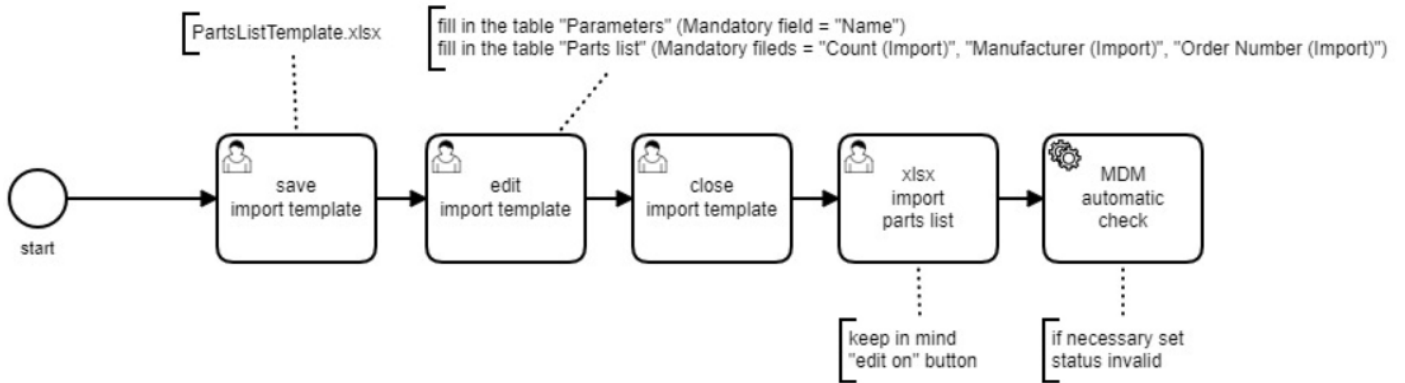 PartsListTemplate.xlsx
fill in the table "Parameters" (Mandatory field = "Name")
fill in the table "Parts list" (Mandatory fileds = "Count (Import)", "Manufacturer (Import)", "Order Number (Import)")
start
save
import template
edit
import template
close
import template
xlsx
import
parts list
MDM
automatic
check
keep in mind
"edit on" button
if necessary set
status invalid